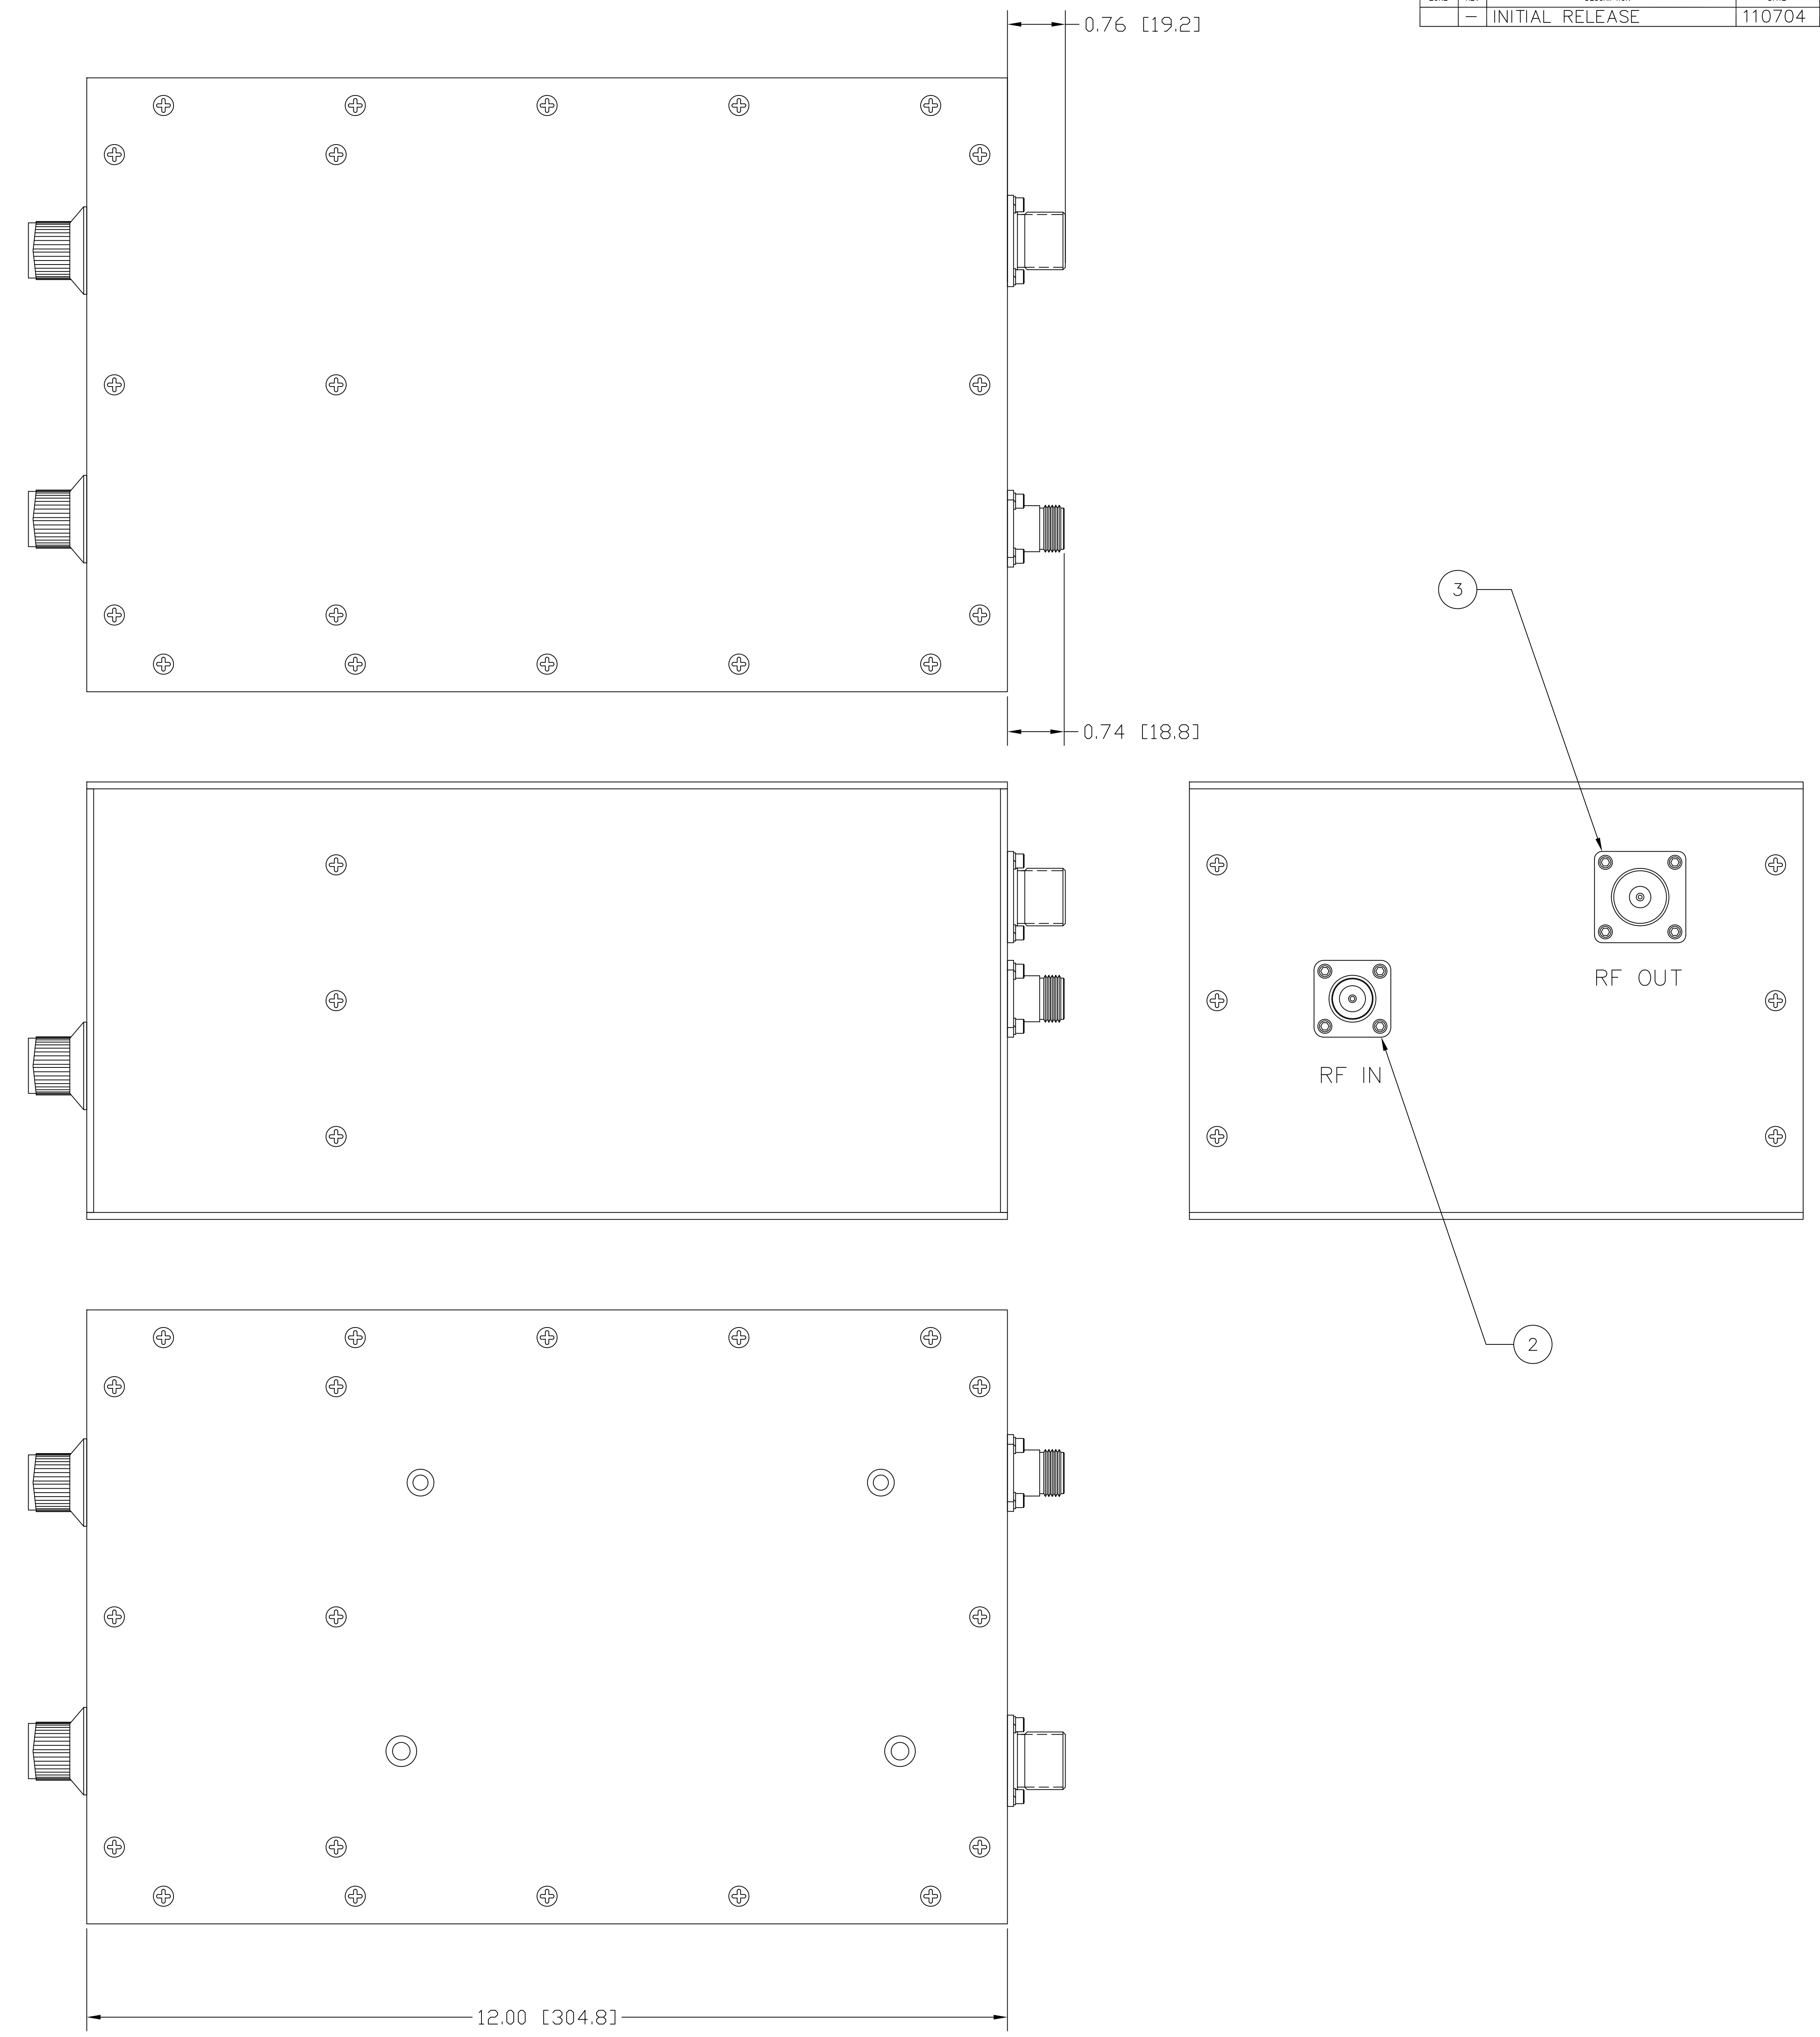 — INITIAL RELEASE 110704
0.76 [19.2]
3
0.74 [18.8]
RF OUT
RF IN
2
12.00 [304.8]